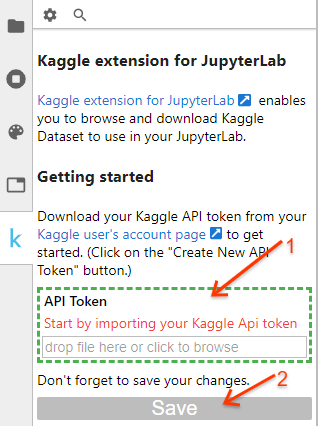 Kaggle extension for JupyterLab
Kaggle extension for JupyterLab enables
you to browse and download Kaggle
Dataset to use in your JupyterLab.
Getting started
Download your Kaggle API token from your
Kaggle user's account page to get
started. (Click on the "Create New API
Token" button.)
1
API Token
Start by importing your Kaggle Api token
drop file here or click to browse
Don't forget to save your changes.
2
Save
k